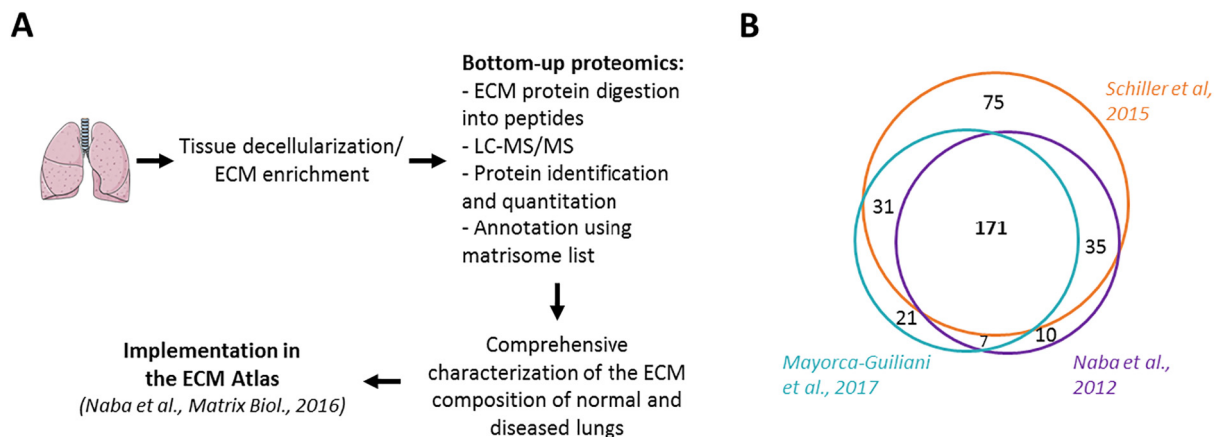 A
Tissue decellularization/
ECM enrichment
Bottom-up proteomics:
- ECM protein digestion
into peptides
- LC-MS/MS
- Protein identification
and quantitation
- Annotation using
matrisome list
Comprehensive
characterization of the ECM
composition of normal and
diseased lungs
Implementation in
the ECM Atlas
(Naba et al., Matrix Biol., 2016)
B
Schiller et al,
2015
75
31
171
35
21
7
10
Mayorca-Guiliani
et al., 2017
Naba et al.,
2012